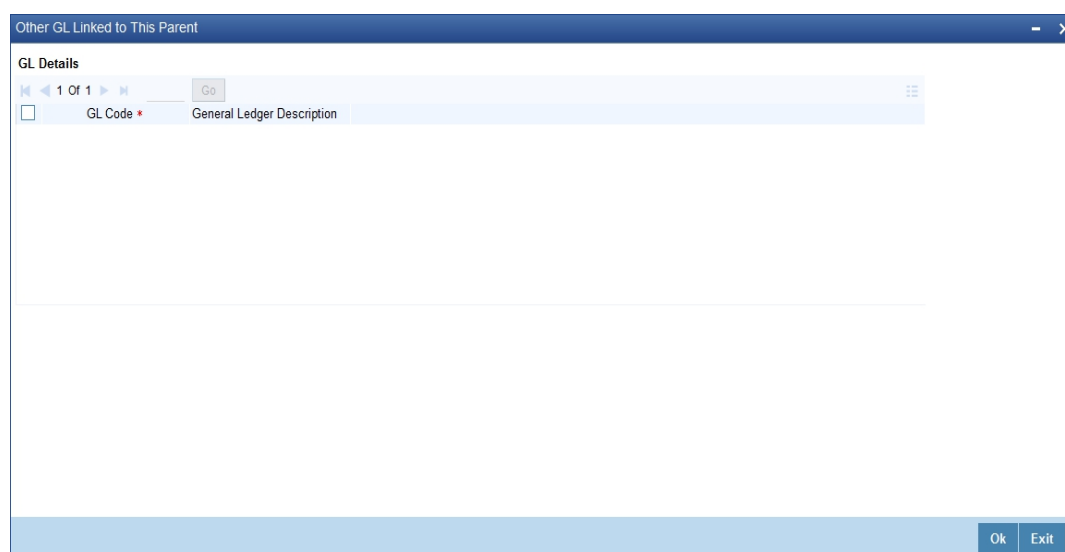 Other GL Linked to This Parent
GL Details
1 Of 1 Go
GL Code * General Ledger Description
Ok Exit